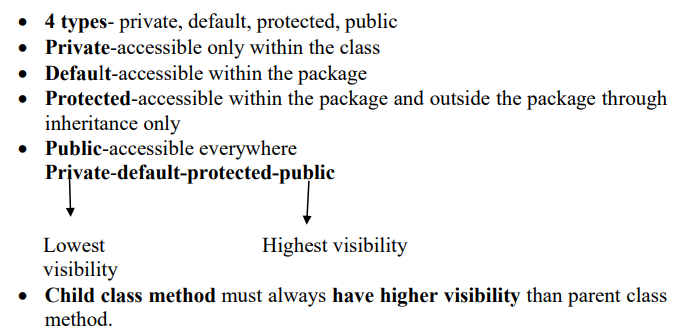 • 4 types- private, default, protected, public
• Private-accessible only within the class
• Default-accessible within the package
• Protected-accessible within the package and outside the package through
inheritance only
• Public-accessible everywhere
Private-default-protected-public
Lowest Highest visibility
visibility
• Child class method must always have higher visibility than parent class
method.